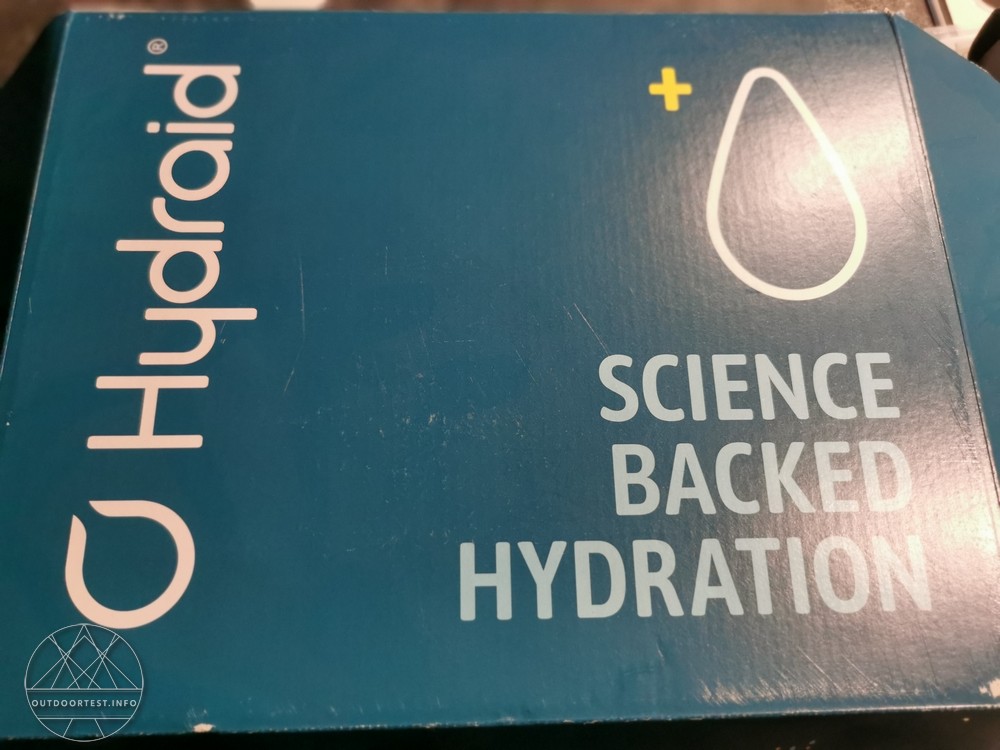 Hydraid®
SCIENCE
BACKED
HYDRATION
OUTDOORTEST.INFO